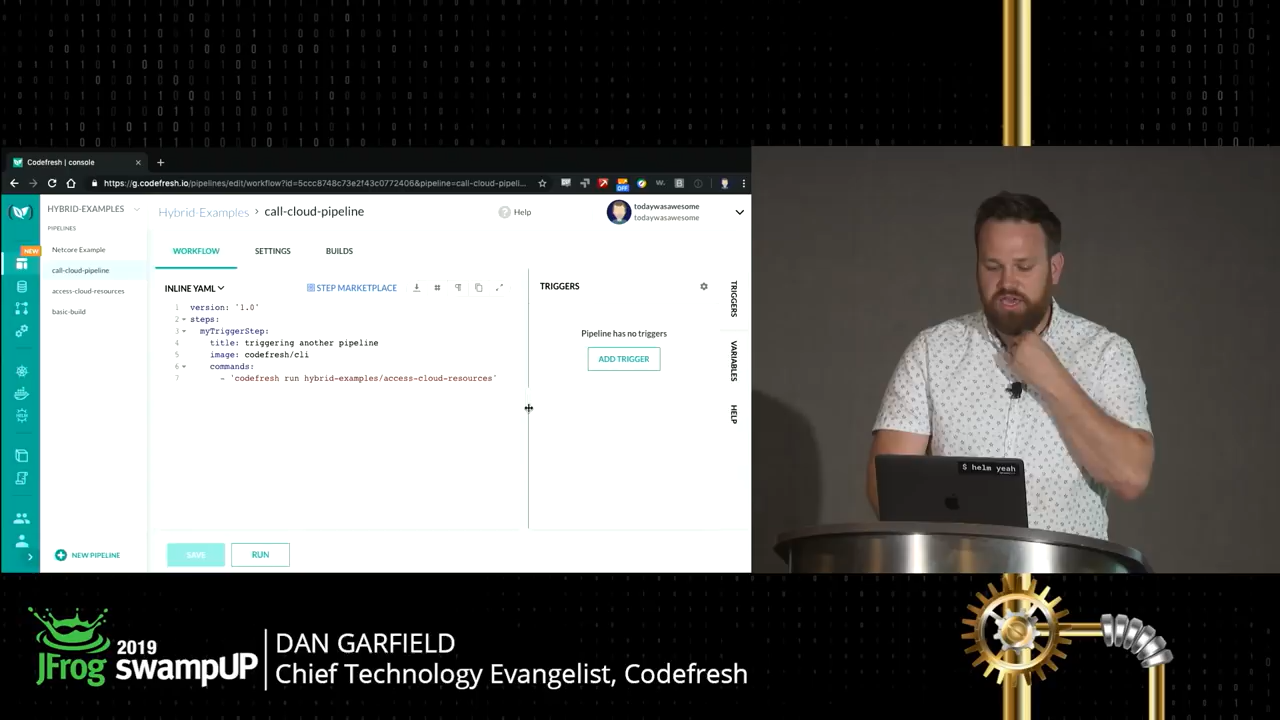 Codefresh | console
https://g.codefresh.io/pipelines/edit/workflow?id=5ccc8748c73e2f43c0772406&pipeline=call-cloud-pipeli...
OFF
HYBRID-EXAMPLES
Hybrid-Examples > call-cloud-pipeline
Help
todaywasawesome
todaywasawesome
PIPELINES
NEW
Netcore Example
call-cloud-pipeline
access-cloud-resources
basic-build
WORKFLOW
SETTINGS
BUILDS
INLINE YAML
STEP MARKETPLACE
1 version: '1.0'
2 steps:
3 myTriggerStep:
4 title: triggering another pipeline
5 image: codefresh/cli
6 commands:
7 - 'codefresh run hybrid-examples/access-cloud-resources'
TRIGGERS
Pipeline has no triggers
ADD TRIGGER
TRIGGERS
VARIABLES
HELP
NEW PIPELINE
SAVE
RUN
$ helm yeah
2019
JFrog swampUP
DAN GARFIELD
Chief Technology Evangelist, Codefresh